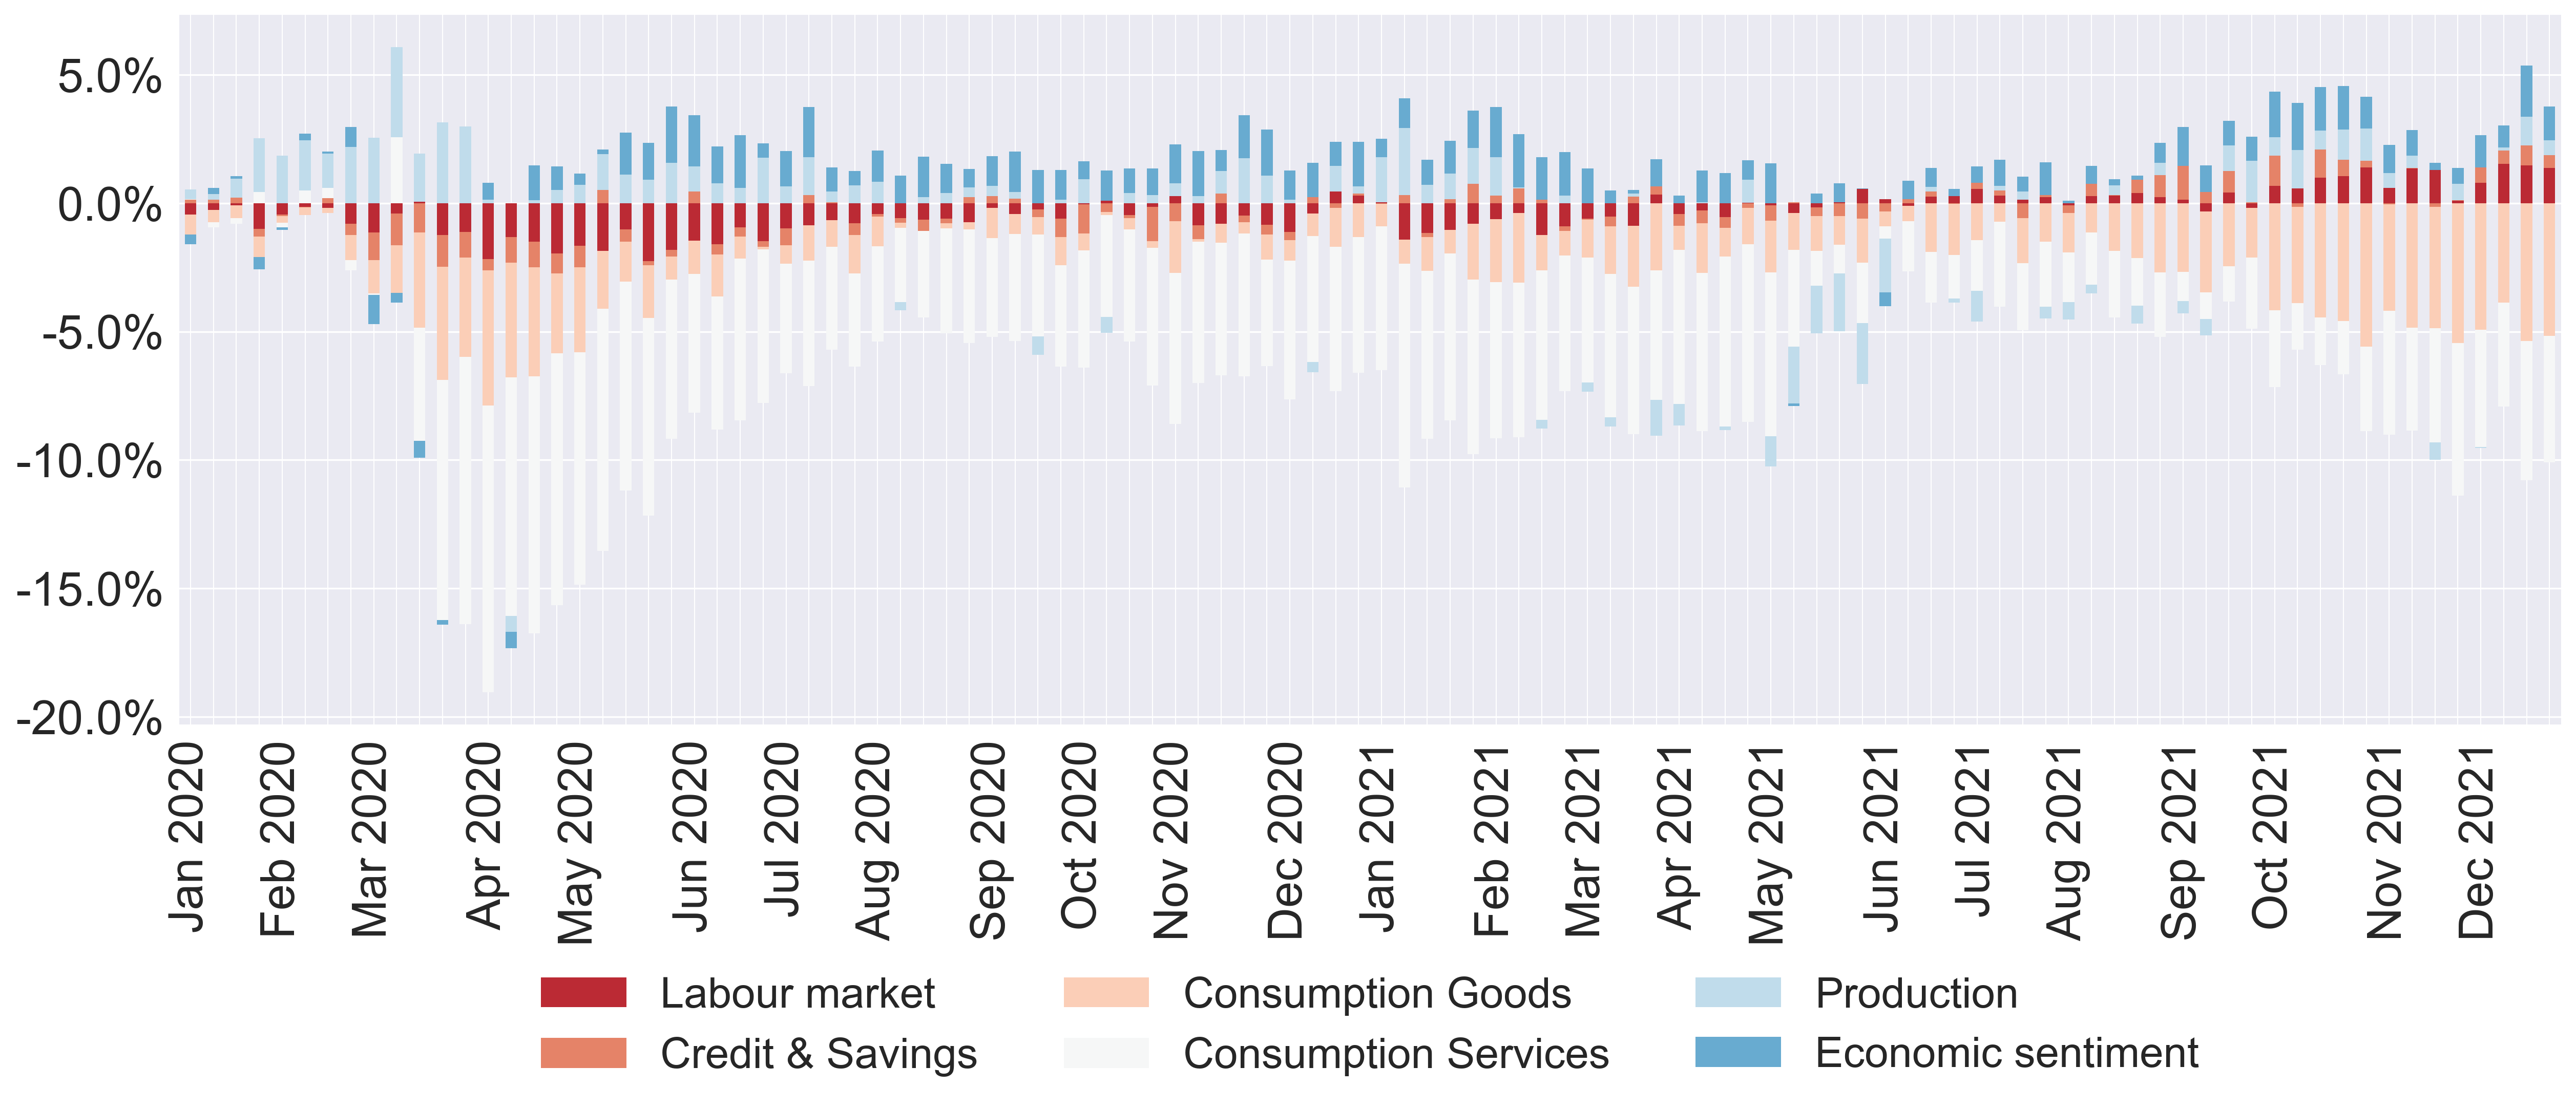 5.0%
0.0%
-5.0%
-10.0%
-15.0%
-20.0%
Jan 2020
Feb 2020
Mar 2020
Apr 2020
May 2020
Jun 2020
Jul 2020
Aug 2020
Sep 2020
Oct 2020
Nov 2020
Dec 2020
Jan 2021
Feb 2021
Mar 2021
Apr 2021
May 2021
Jun 2021
Jul 2021
Aug 2021
Sep 2021
Oct 2021
Nov 2021
Dec 2021
Labour market
Consumption Goods
Production
Credit & Savings
Consumption Services
Economic sentiment